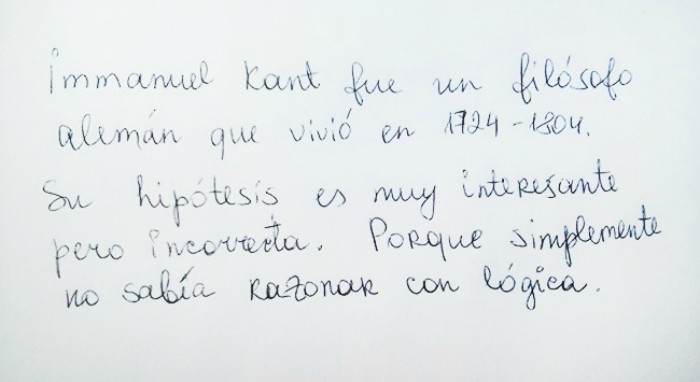 Immanuel Kant fue un filósofo
alemán que vivió en 1724-1804.
Su hipótesis es muy interesante
pero incorrecta. Porque simplemente
no sabía razonar con lógica.